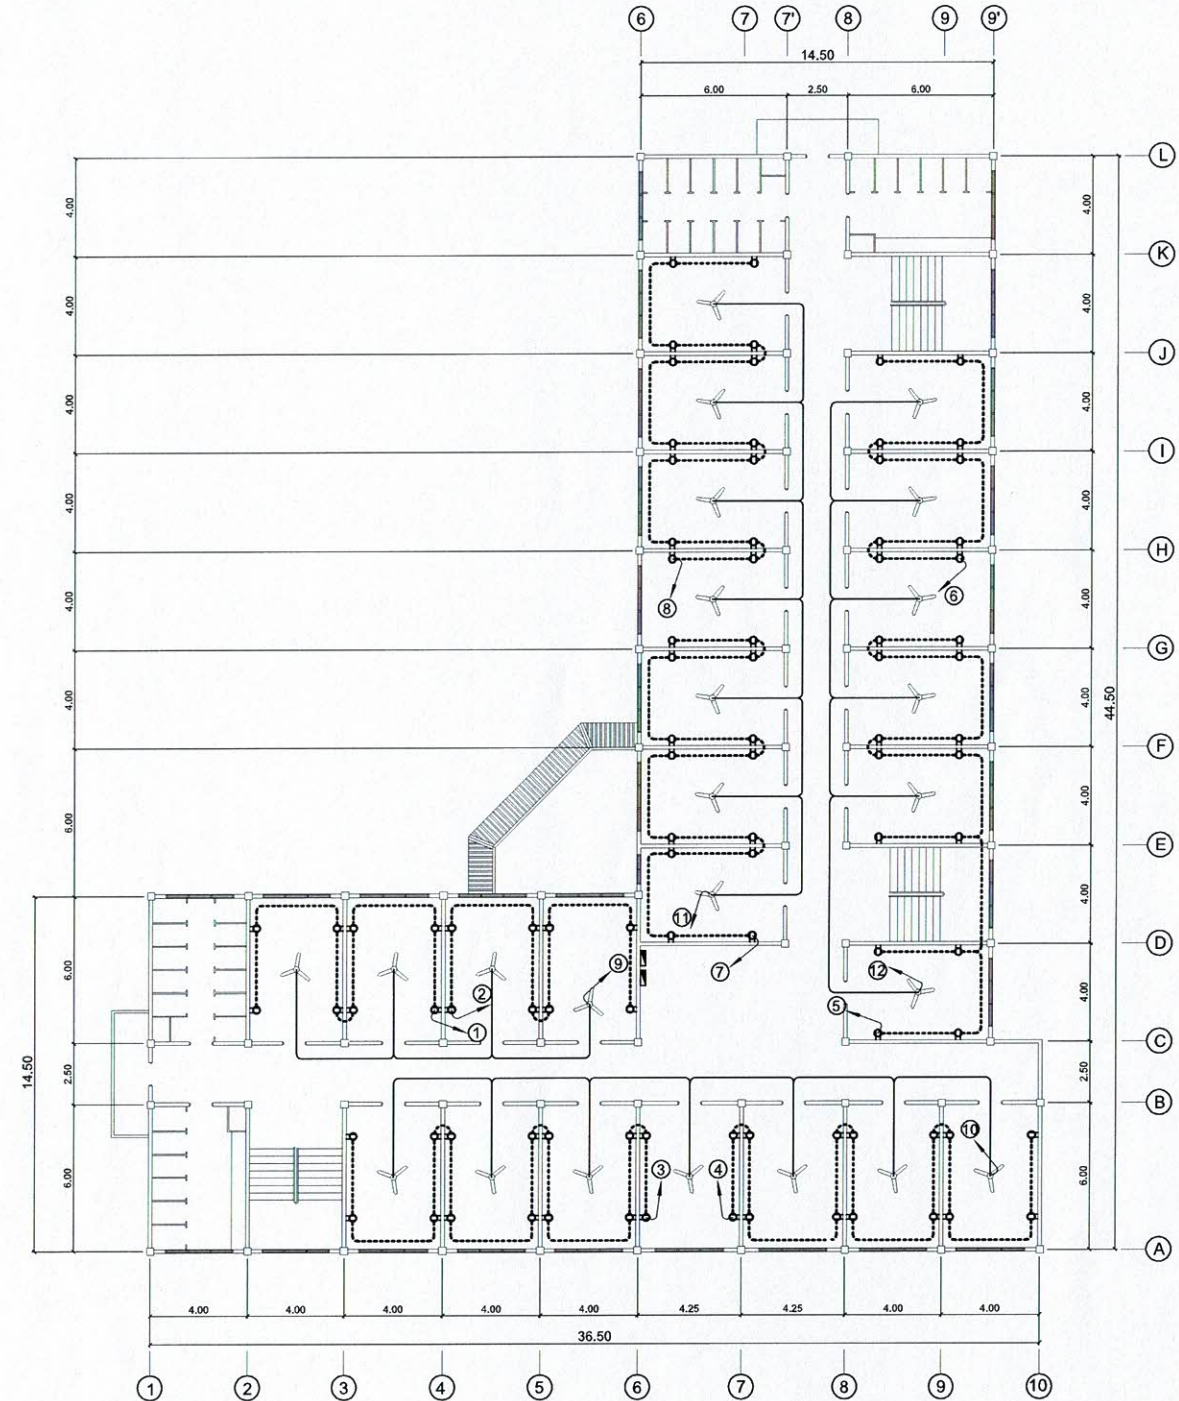 6 7 7' 8 9 9'
14.50
6.00 2.50 6.00
L
4.00 4.00
K
4.00 4.00
J
4.00 4.00
I
4.00 4.00
H
8 6
4.00 4.00
G
4.00 4.00
44.50
F
6.00 4.00
E
11 4.00
D
7 12
9 2 5 1
6.00 4.00
C
14.50 2.50 2.50
B
10
3 4
6.00 6.00
A
4.00 4.00 4.00 4.00 4.00 4.25 4.25 4.00 4.00
36.50
1 2 3 4 5 6 7 8 9 10